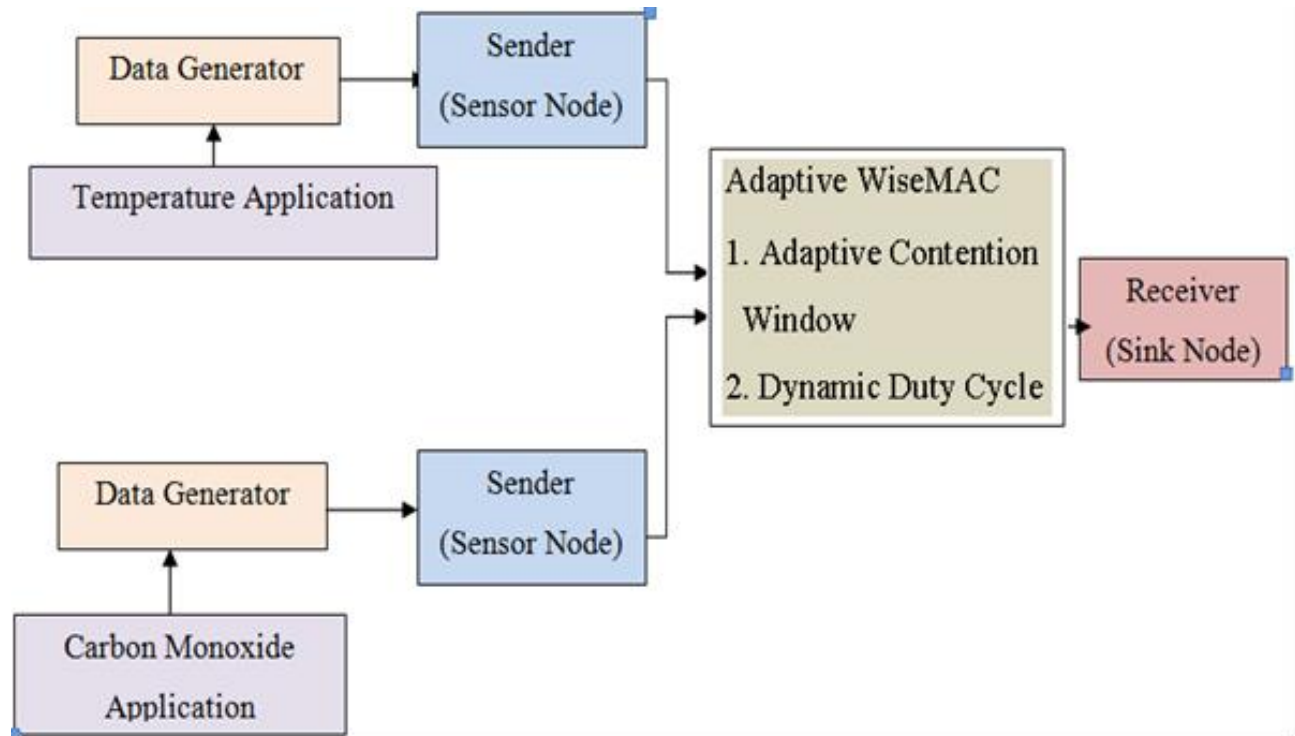 Data Generator
Sender
(Sensor Node)
Temperature Application
Adaptive WiseMAC
1. Adaptive Contention
Window
2. Dynamic Duty Cycle
Receiver
(Sink Node)
Data Generator
Sender
(Sensor Node)
Carbon Monoxide
Application